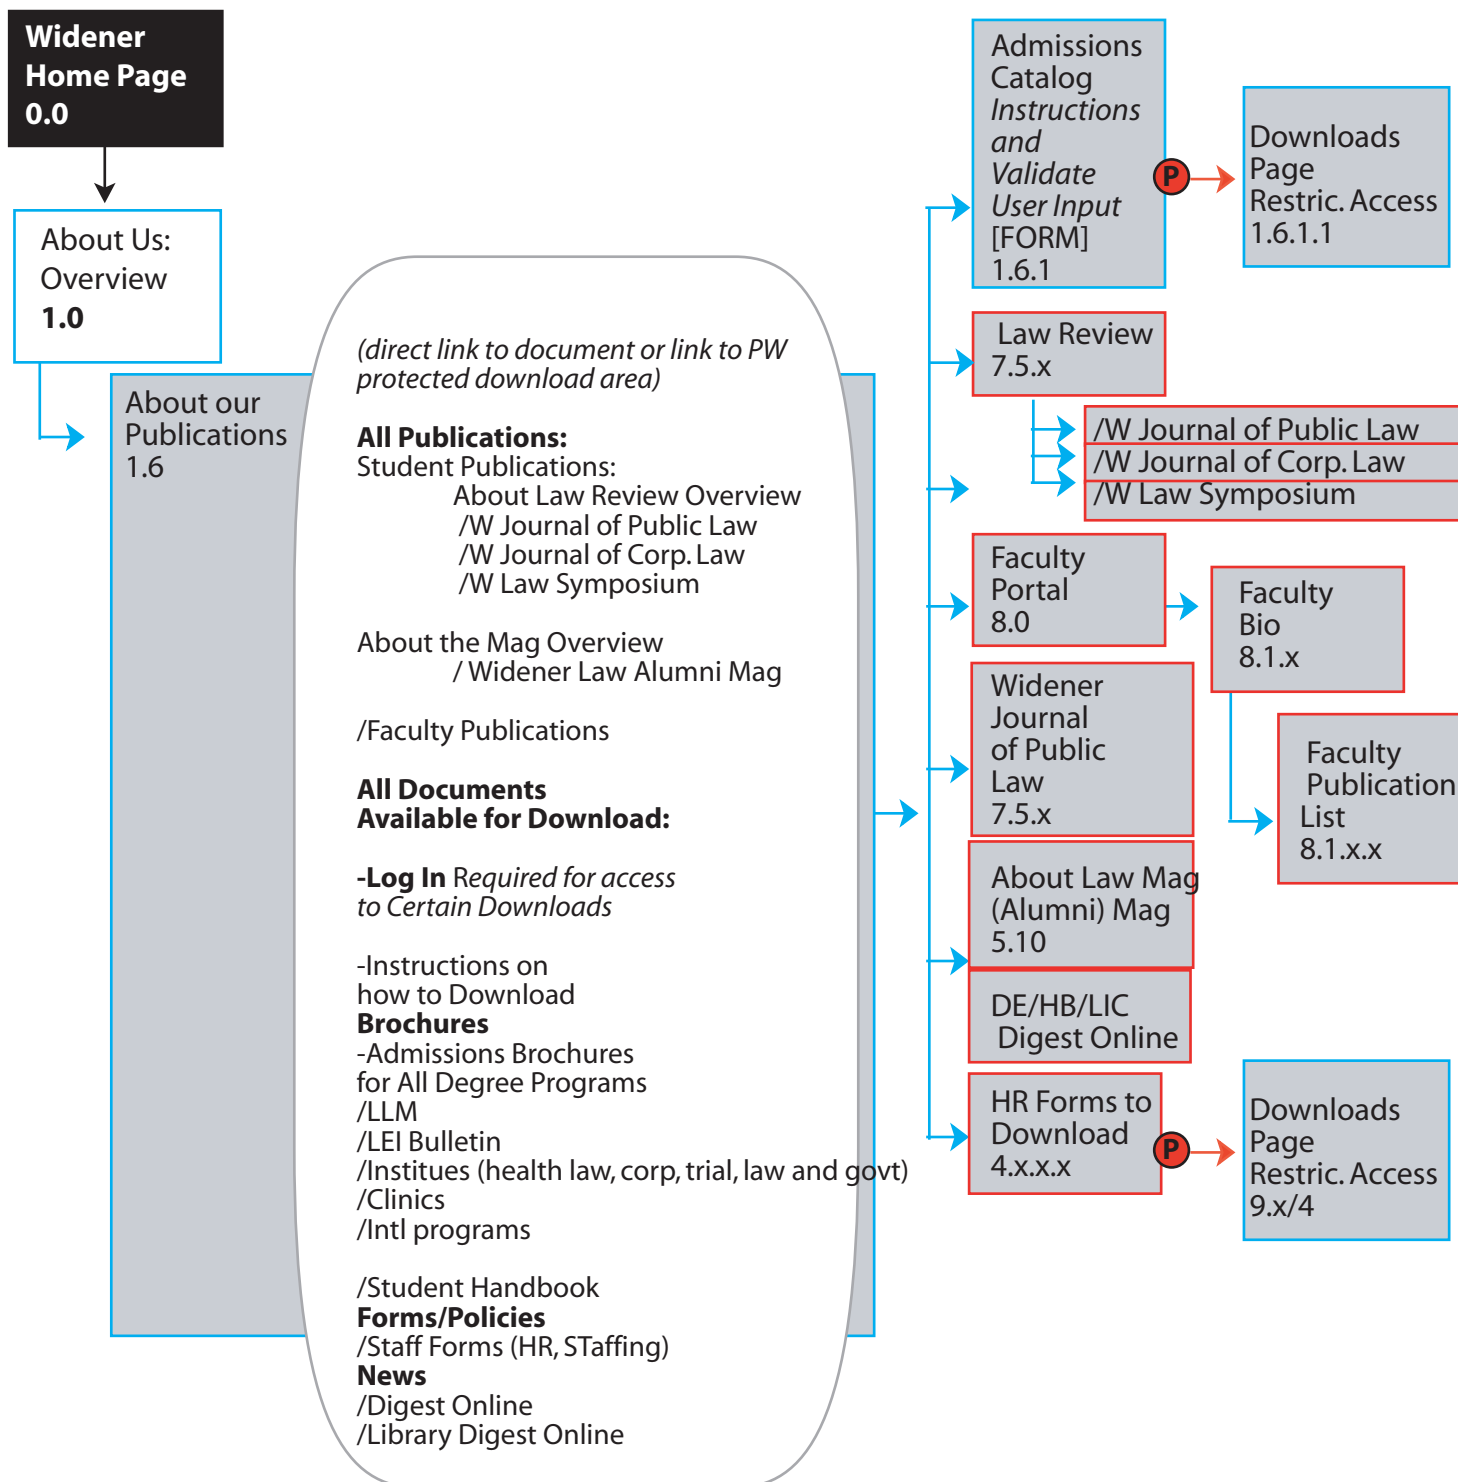 Widener
Home Page
0.0
About Us:
Overview
1.0
About our
Publications
1.6
(direct link to document or link to PW
protected download area)
All Publications:
Student Publications:
About Law Review Overview
/W Journal of Public Law
/W Journal of Corp. Law
/W Law Symposium
About the Mag Overview
/ Widener Law Alumni Mag
/Faculty Publications
All Documents
Available for Download:
-Log In Required for access
to Certain Downloads
-Instructions on
how to Download
Brochures
-Admissions Brochures
for All Degree Programs
/LLM
/LEI Bulletin
/Institues (health law, corp, trial, law and govt)
/Clinics
/Intl programs
/Student Handbook
Forms/Policies
/Staff Forms (HR, STaffing)
News
/Digest Online
/Library Digest Online
Admissions
Catalog
Instructions
and
Validate
User Input
[FORM]
1.6.1
P
Downloads
Page
Restric. Access
1.6.1.1
Law Review
7.5.x
/W Journal of Public Law
/W Journal of Corp. Law
/W Law Symposium
Faculty
Portal
8.0
Faculty
Bio
8.1.x
Faculty
Publication
List
8.1.x.x
Widener
Journal
of Public
Law
7.5.x
About Law Mag
(Alumni) Mag
5.10
DE/HB/LIC
Digest Online
HR Forms to
Download
4.x.x.x
P
Downloads
Page
Restric. Access
9.x/4